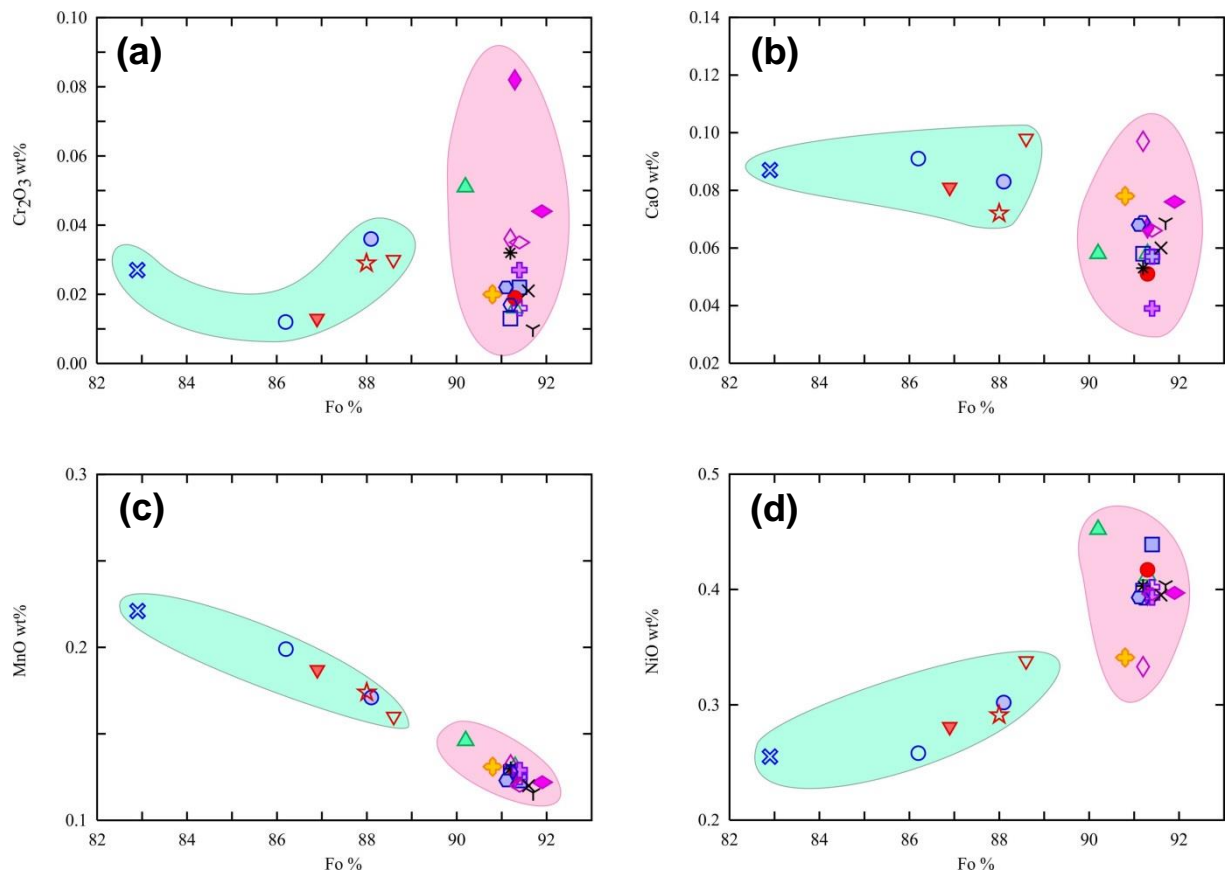 (a)
Cr2O3 wt%
0.10
0.08
0.06
0.04
0.02
0.00
82 84 86 88 90 92
Fo %
(b)
CaO wt%
0.14
0.12
0.10
0.08
0.06
0.04
0.02
82 84 86 88 90 92
Fo %
(c)
MnO wt%
0.3
0.2
0.1
82 84 86 88 90 92
Fo %
(d)
NiO wt%
0.5
0.4
0.3
0.2
82 84 86 88 90 92
Fo %